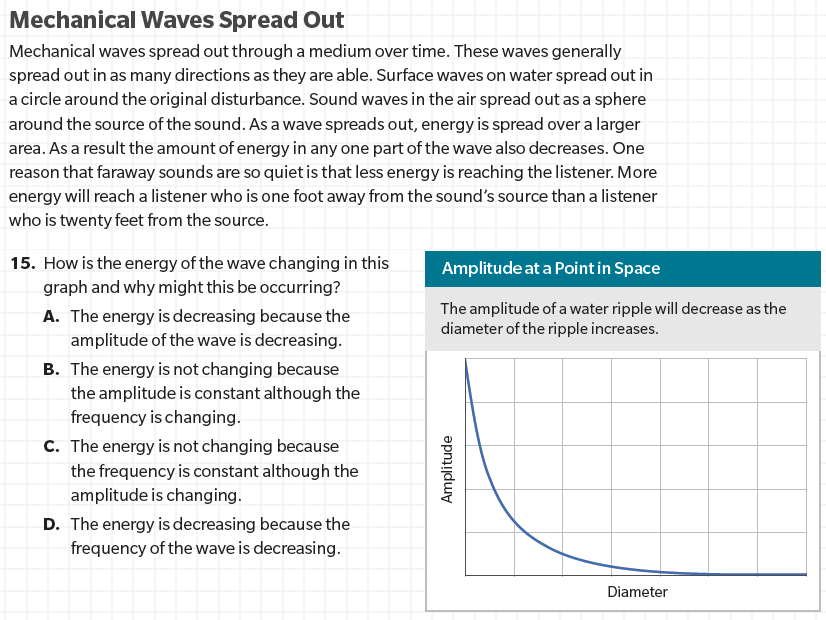 Mechanical Waves Spread Out
Mechanical waves spread out through a medium over time. These waves generally
spread out in as many directions as they are able. Surface waves on water spread out in
a circle around the original disturbance. Sound waves in the air spread out as a sphere
around the source of the sound. As a wave spreads out, energy is spread over a larger
area. As a result the amount of energy in any one part of the wave also decreases. One
reason that faraway sounds are so quiet is that less energy is reaching the listener. More
energy will reach a listener who is one foot away from the sound's source than a listener
who is twenty feet from the source.
15. How is the energy of the wave changing in this
graph and why might this be occurring?
A. The energy is decreasing because the
amplitude of the wave is decreasing.
B. The energy is not changing because
the amplitude is constant although the
frequency is changing.
C. The energy is not changing because
the frequency is constant although the
amplitude is changing.
D. The energy is decreasing because the
frequency of the wave is decreasing.
Amplitude at a Point in Space
The amplitude of a water ripple will decrease as the
diameter of the ripple increases.
Amplitude
Diameter